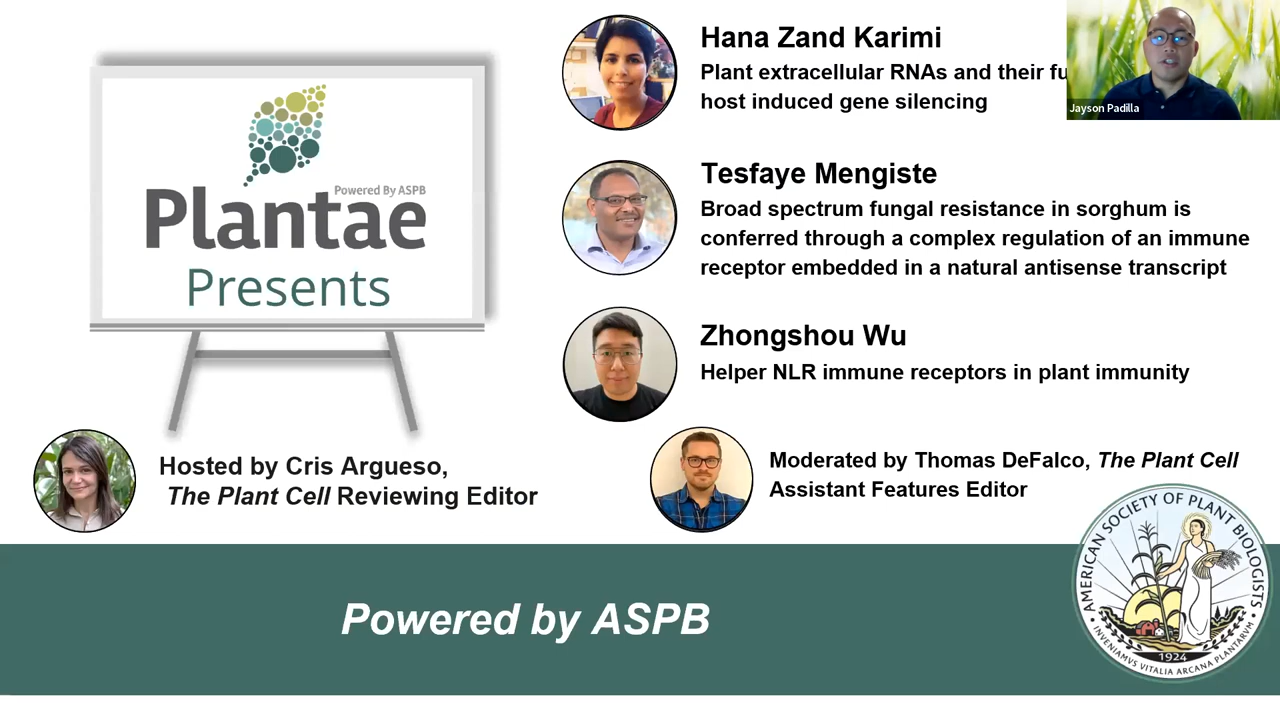 Powered By ASPB
Plantae
Presents
Hana Zand Karimi
Plant extracellular RNAs and their fu
host induced gene silencing
Jayson Padilla
Tesfaye Mengiste
Broad spectrum fungal resistance in sorghum is
conferred through a complex regulation of an immune
receptor embedded in a natural antisense transcript
Zhongshou Wu
Helper NLR immune receptors in plant immunity
Hosted by Cris Argueso,
The Plant Cell Reviewing Editor
Moderated by Thomas DeFalco, The Plant Cell
Assistant Features Editor
Powered by ASPB
AMERICAN SOCIETY OF PLANT BIOLOGISTS
1924
INVENIAMVS VITALIA ARCANA PLANTARVM